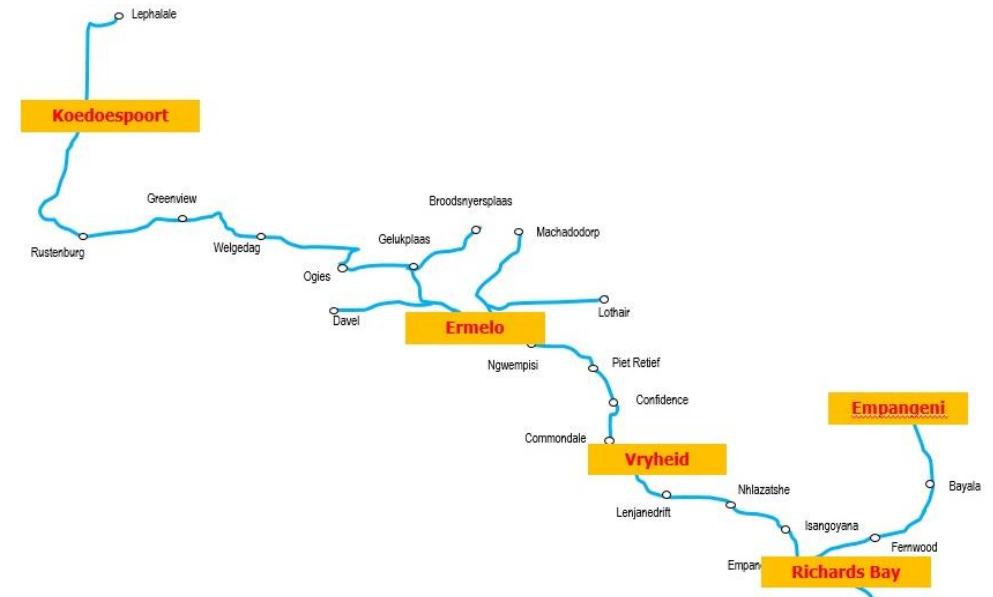 Lephalale
Koedoespoort
Greenview
Broodsnyersplaas
Machadodorp
Rustenburg
Welgedag
Gelukplaas
Ogies
Davel
Lothair
Ermelo
Ngwempisi
Piet Retief
Confidence
Empangeni
Commondale
Vryheid
Bayala
Nhlazatshe
Lenjanedrift
Isangoyana
Fernwood
Empan
Richards Bay